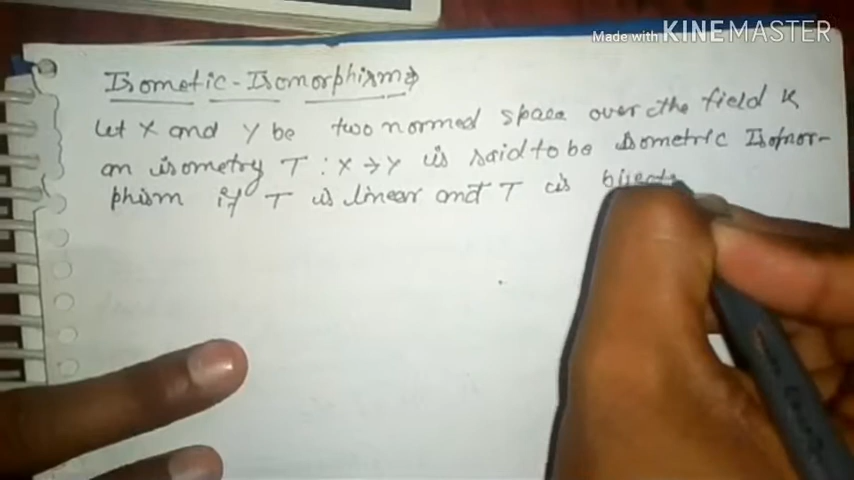 Made with KINEMASTER
Isometic-Isomorphism
Let X and Y be two normed space over the field K
an isometry T : X → Y is said to be isometric Isomor-
phism if T is linear and T is bijecti